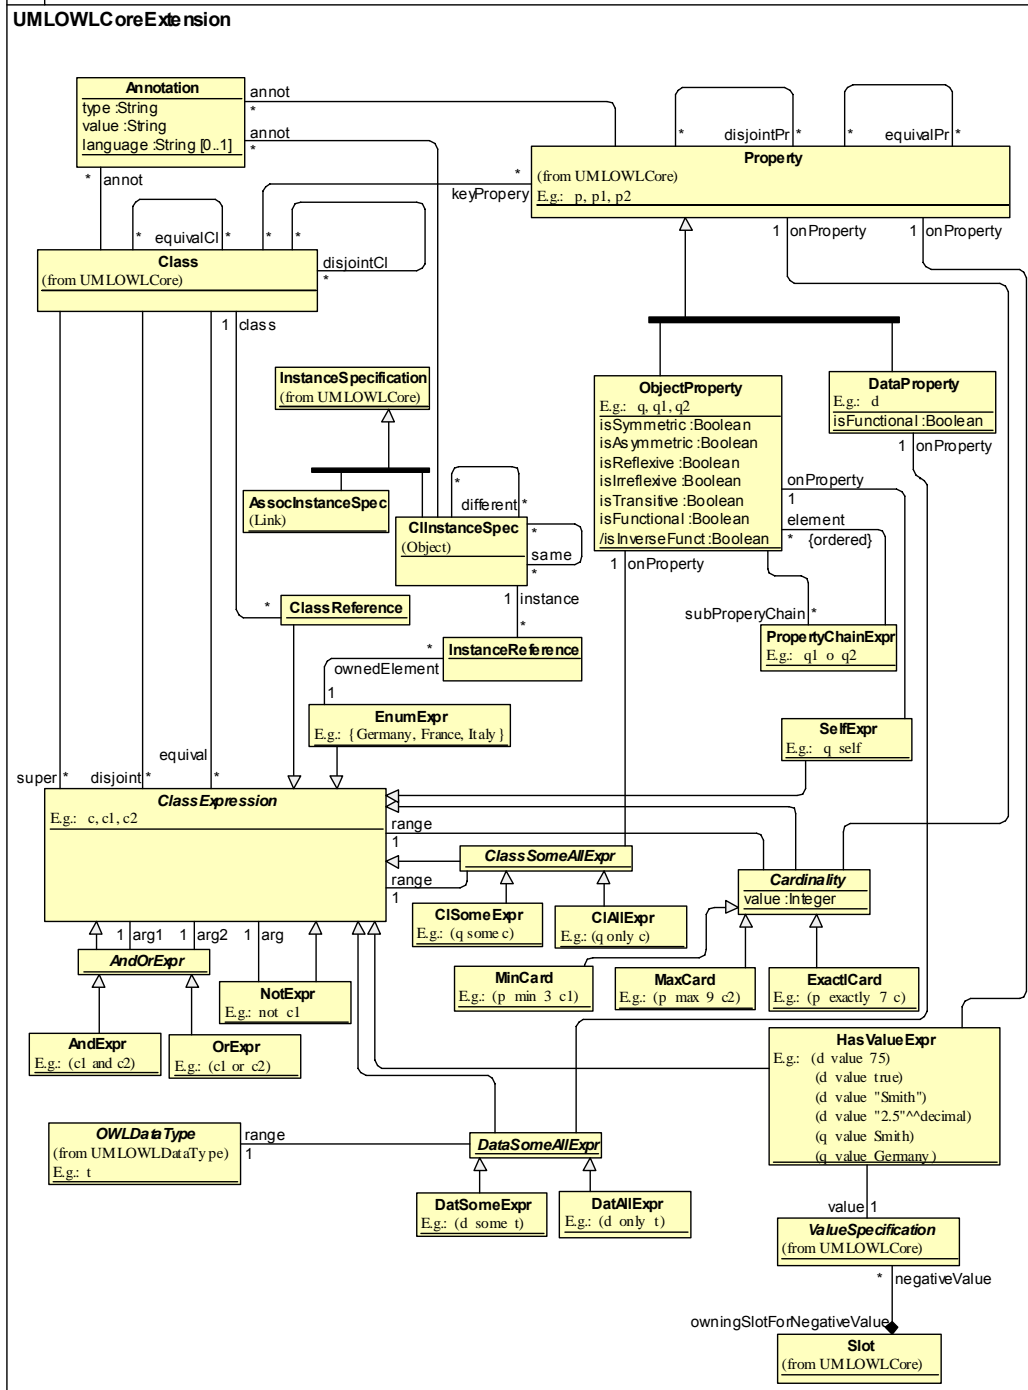 UMLOWLCoreExtension
Annotation
type :String
value :String
language :String [0..1]
annot
*
annot
*
* annot
* disjointPr *
* equivalPr *
Property
(from UMLOWLCore)
E.g.: p, p1, p2
*
keyPropery
1 onProperty
1 onProperty
* equivalCl *
*
*
disjointCl
*
Class
(from UMLOWLCore)
1 class
InstanceSpecification
(from UMLOWLCore)
ObjectProperty
E.g.: q, q1, q2
isSymmetric :Boolean
isAsymmetric :Boolean
isReflexive :Boolean
isIrreflexive :Boolean
isTransitive :Boolean
isFunctional :Boolean
/isInverseFunct :Boolean
DataProperty
E.g.: d
isFunctional :Boolean
1 onProperty
onProperty
1
element
* {ordered}
1 onProperty
AssocInstanceSpec
(Link)
*
different *
ClInstanceSpec
(Object)
*
same
*
1 instance
*
* ClassReference
subProperyChain *
PropertyChainExpr
E.g.: q1 o q2
InstanceReference
*
ownedElement
1
EnumExpr
E.g.: {Germany, France, Italy}
SelfExpr
E.g.: q self
super * disjoint * equival *
ClassExpression
E.g.: c, c1, c2
range
1
range
1
ClassSomeAllExpr
Cardinality
value :Integer
ClSomeExpr
E.g.: (q some c)
ClAllExpr
E.g.: (q only c)
1 arg1 1 arg2 1 arg
AndOrExpr
NotExpr
E.g.: not c1
MinCard
E.g.: (p min 3 c1)
MaxCard
E.g.: (p max 9 c2)
ExactlCard
E.g.: (p exactly 7 c)
AndExpr
E.g.: (c1 and c2)
OrExpr
E.g.: (c1 or c2)
HasValueExpr
E.g.: (d value 75)
(d value true)
(d value "Smith")
(d value "2.5"^^decimal)
(q value Smith)
(q value Germany)
OWLDataType
(from UMLOWLDataType)
E.g.: t
range
1
DataSomeAllExpr
DatSomeExpr
E.g.: (d some t)
DatAllExpr
E.g.: (d only t)
value 1
ValueSpecification
(from UMLOWLCore)
* negativeValue
owningSlotForNegativeValue
Slot
(from UMLOWLCore)